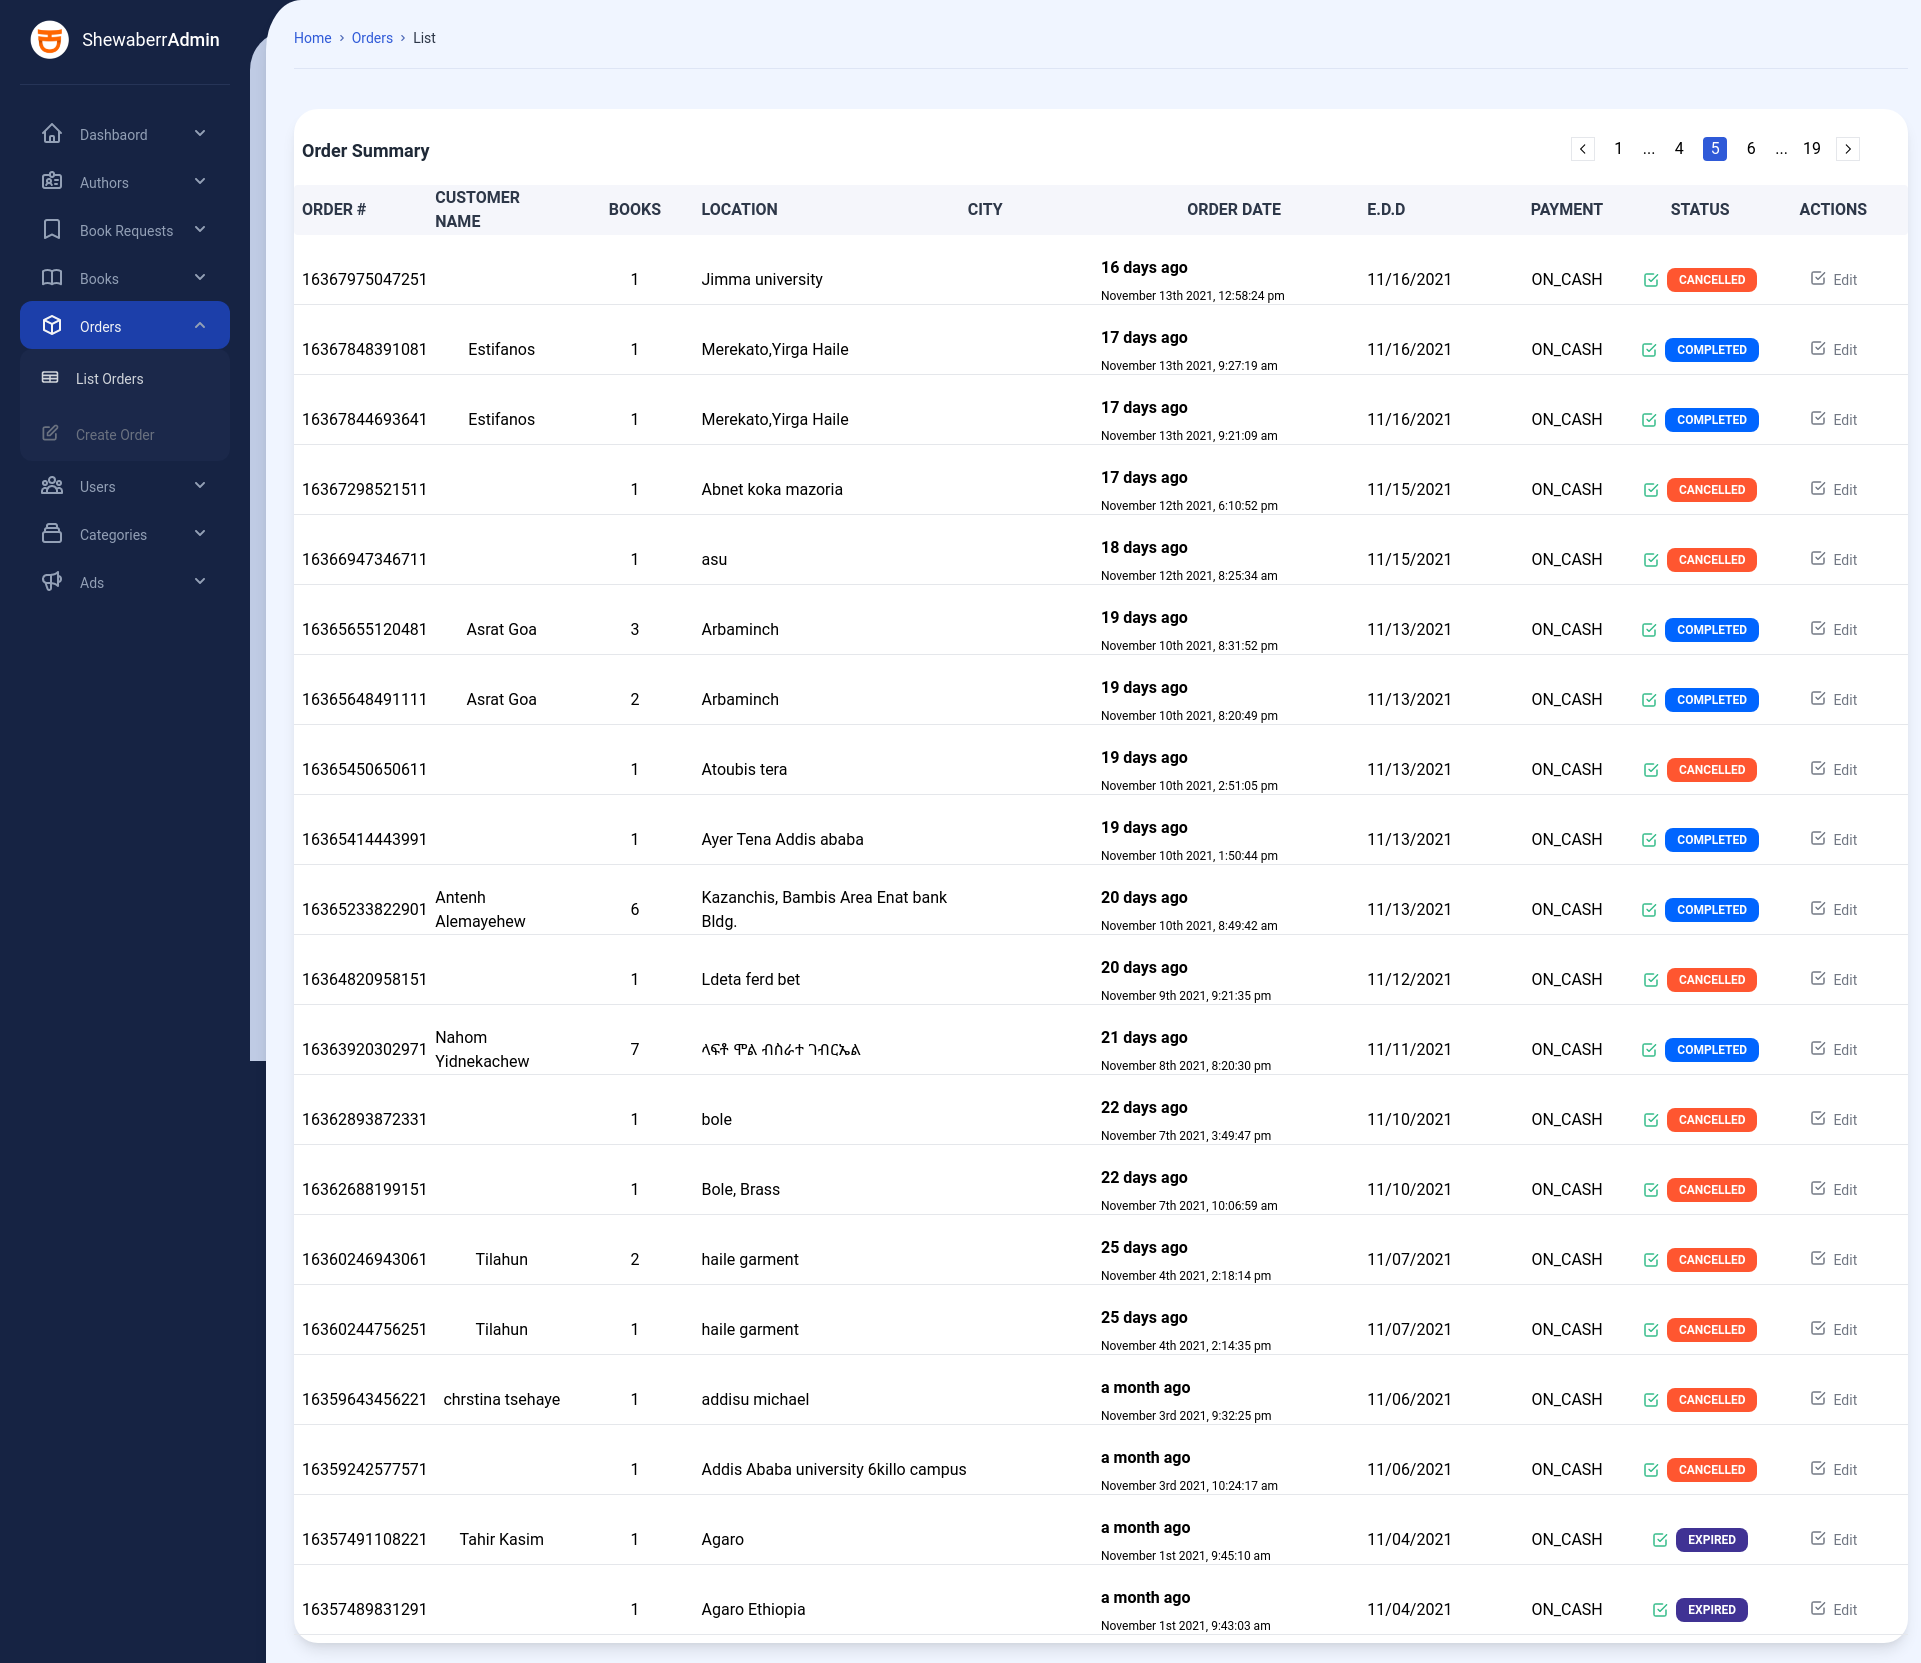 ShewaberrAdmin
Dashbaord
Authors
Book Requests
Books
Orders
List Orders
Create Order
Users
Categories
Ads
Home › Orders › List
Order Summary
1 ... 4 5 6 ... 19
ORDER # CUSTOMER NAME BOOKS LOCATION CITY ORDER DATE E.D.D PAYMENT STATUS ACTIONS
16367975047251 1 Jimma university 16 days ago November 13th 2021, 12:58:24 pm 11/16/2021 ON_CASH CANCELLED Edit
16367848391081 Estifanos 1 Merekato,Yirga Haile 17 days ago November 13th 2021, 9:27:19 am 11/16/2021 ON_CASH COMPLETED Edit
16367844693641 Estifanos 1 Merekato,Yirga Haile 17 days ago November 13th 2021, 9:21:09 am 11/16/2021 ON_CASH COMPLETED Edit
16367298521511 1 Abnet koka mazoria 17 days ago November 12th 2021, 6:10:52 pm 11/15/2021 ON_CASH CANCELLED Edit
16366947346711 1 asu 18 days ago November 12th 2021, 8:25:34 am 11/15/2021 ON_CASH CANCELLED Edit
16365655120481 Asrat Goa 3 Arbaminch 19 days ago November 10th 2021, 8:31:52 pm 11/13/2021 ON_CASH COMPLETED Edit
16365648491111 Asrat Goa 2 Arbaminch 19 days ago November 10th 2021, 8:20:49 pm 11/13/2021 ON_CASH COMPLETED Edit
16365450650611 1 Atoubis tera 19 days ago November 10th 2021, 2:51:05 pm 11/13/2021 ON_CASH CANCELLED Edit
16365414443991 1 Ayer Tena Addis ababa 19 days ago November 10th 2021, 1:50:44 pm 11/13/2021 ON_CASH COMPLETED Edit
16365233822901 Antenh Alemayehew 6 Kazanchis, Bambis Area Enat bank Bldg. 20 days ago November 10th 2021, 8:49:42 am 11/13/2021 ON_CASH COMPLETED Edit
16364820958151 1 Ldeta ferd bet 20 days ago November 9th 2021, 9:21:35 pm 11/12/2021 ON_CASH CANCELLED Edit
16363920302971 Nahom Yidnekachew 7 ላፍቶ ሞል ብስራተ ገብርኤል 21 days ago November 8th 2021, 8:20:30 pm 11/11/2021 ON_CASH COMPLETED Edit
16362893872331 1 bole 22 days ago November 7th 2021, 3:49:47 pm 11/10/2021 ON_CASH CANCELLED Edit
16362688199151 1 Bole, Brass 22 days ago November 7th 2021, 10:06:59 am 11/10/2021 ON_CASH CANCELLED Edit
16360246943061 Tilahun 2 haile garment 25 days ago November 4th 2021, 2:18:14 pm 11/07/2021 ON_CASH CANCELLED Edit
16360244756251 Tilahun 1 haile garment 25 days ago November 4th 2021, 2:14:35 pm 11/07/2021 ON_CASH CANCELLED Edit
16359643456221 chrstina tsehaye 1 addisu michael a month ago November 3rd 2021, 9:32:25 pm 11/06/2021 ON_CASH CANCELLED Edit
16359242577571 1 Addis Ababa university 6killo campus a month ago November 3rd 2021, 10:24:17 am 11/06/2021 ON_CASH CANCELLED Edit
16357491108221 Tahir Kasim 1 Agaro a month ago November 1st 2021, 9:45:10 am 11/04/2021 ON_CASH EXPIRED Edit
16357489831291 1 Agaro Ethiopia a month ago November 1st 2021, 9:43:03 am 11/04/2021 ON_CASH EXPIRED Edit